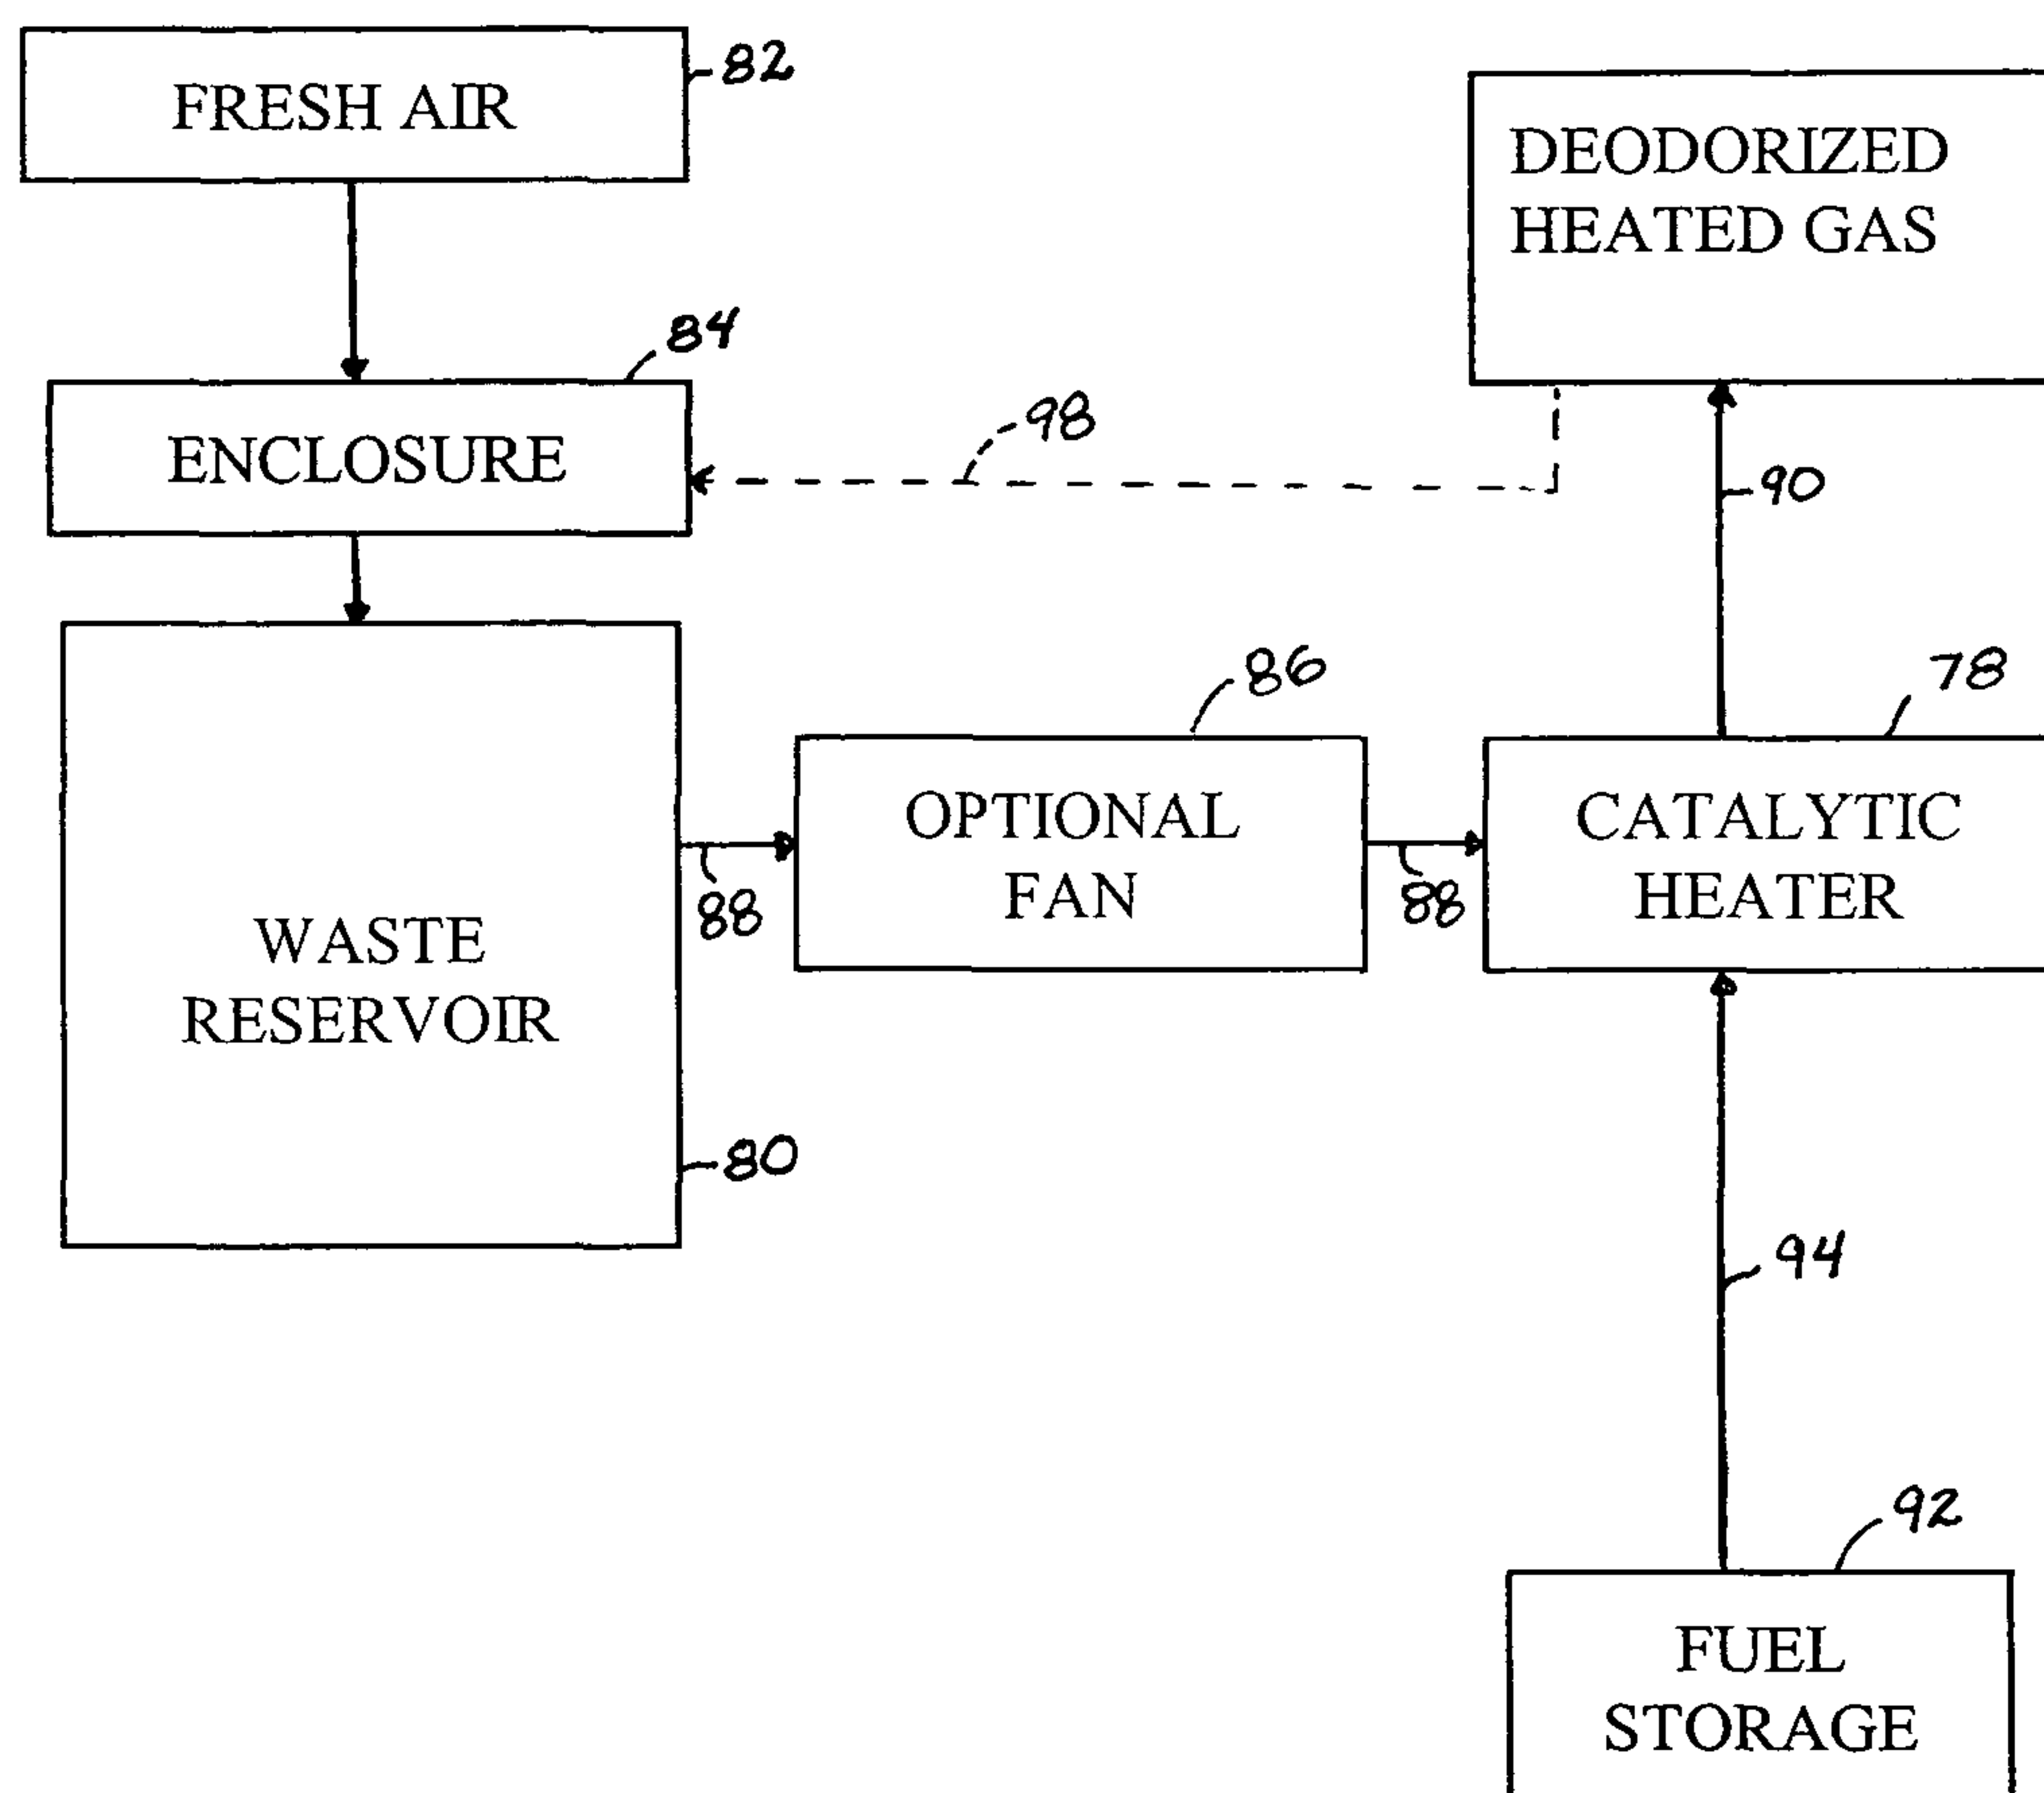 FRESH AIR
82
DEODORIZED
HEATED GAS
84
ENCLOSURE
98
90
86
78
OPTIONAL
FAN
CATALYTIC
HEATER
88
88
WASTE
RESERVOIR
80
94
92
FUEL
STORAGE